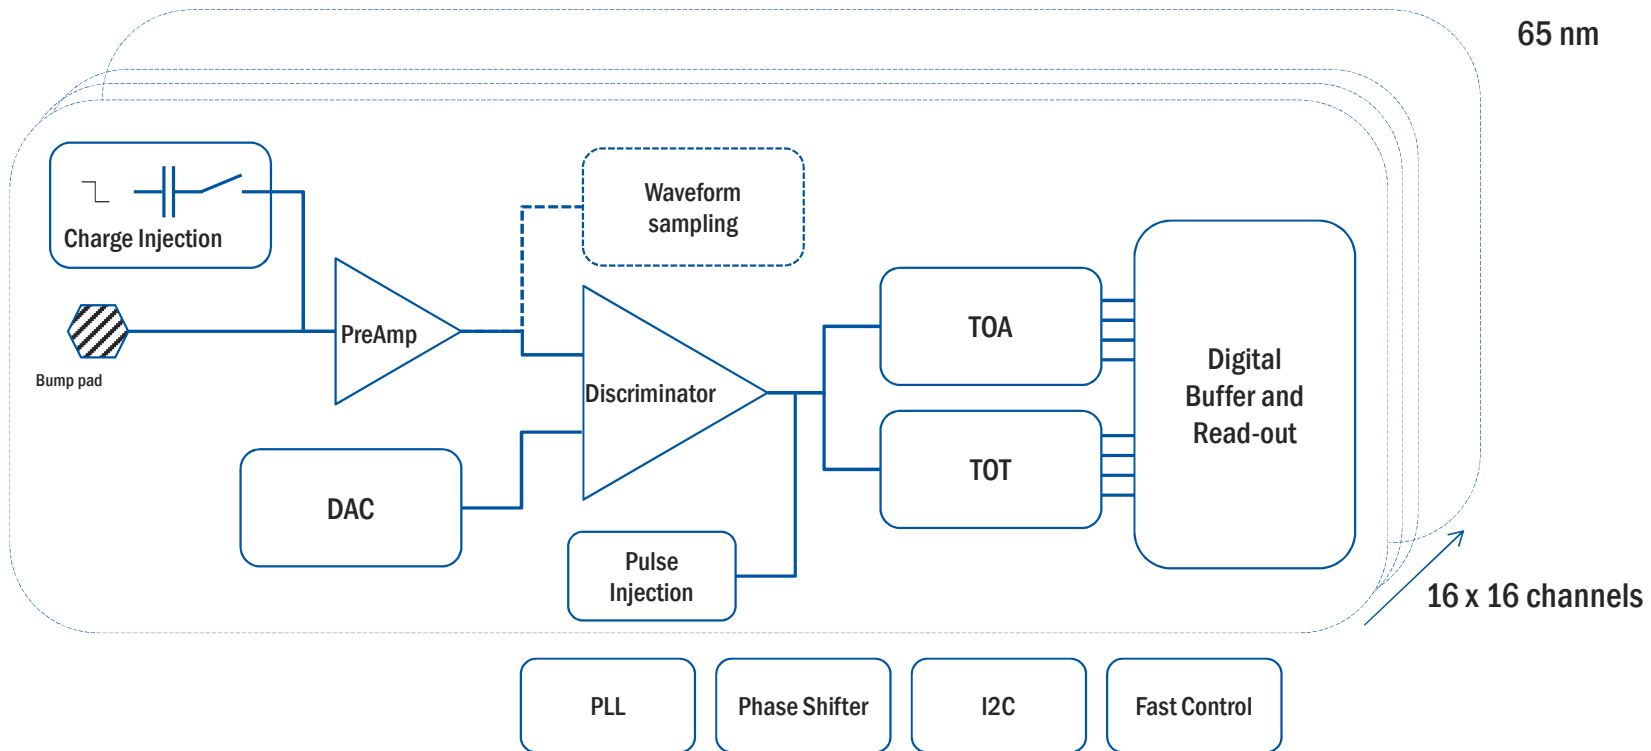 65 nm
Waveform
sampling
Charge Injection
PreAmp
TOA
Bump pad
Discriminator
Digital
Buffer and
Read-out
DAC
TOT
Pulse
Injection
16 x 16 channels
PLL
Phase Shifter
I2C
Fast Control